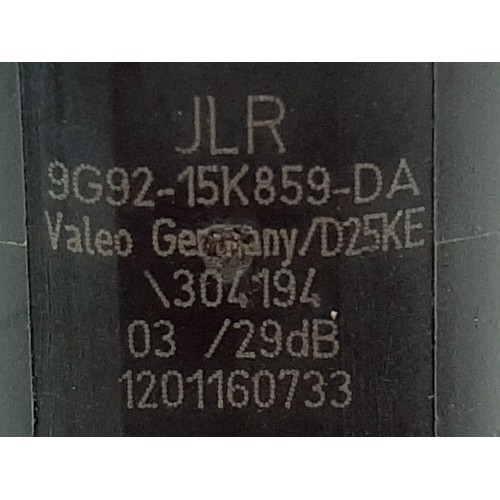 JLR
9G92-15K859-DA
Valeo Germany/D25KE
\304194
03 /29dB
1201160733